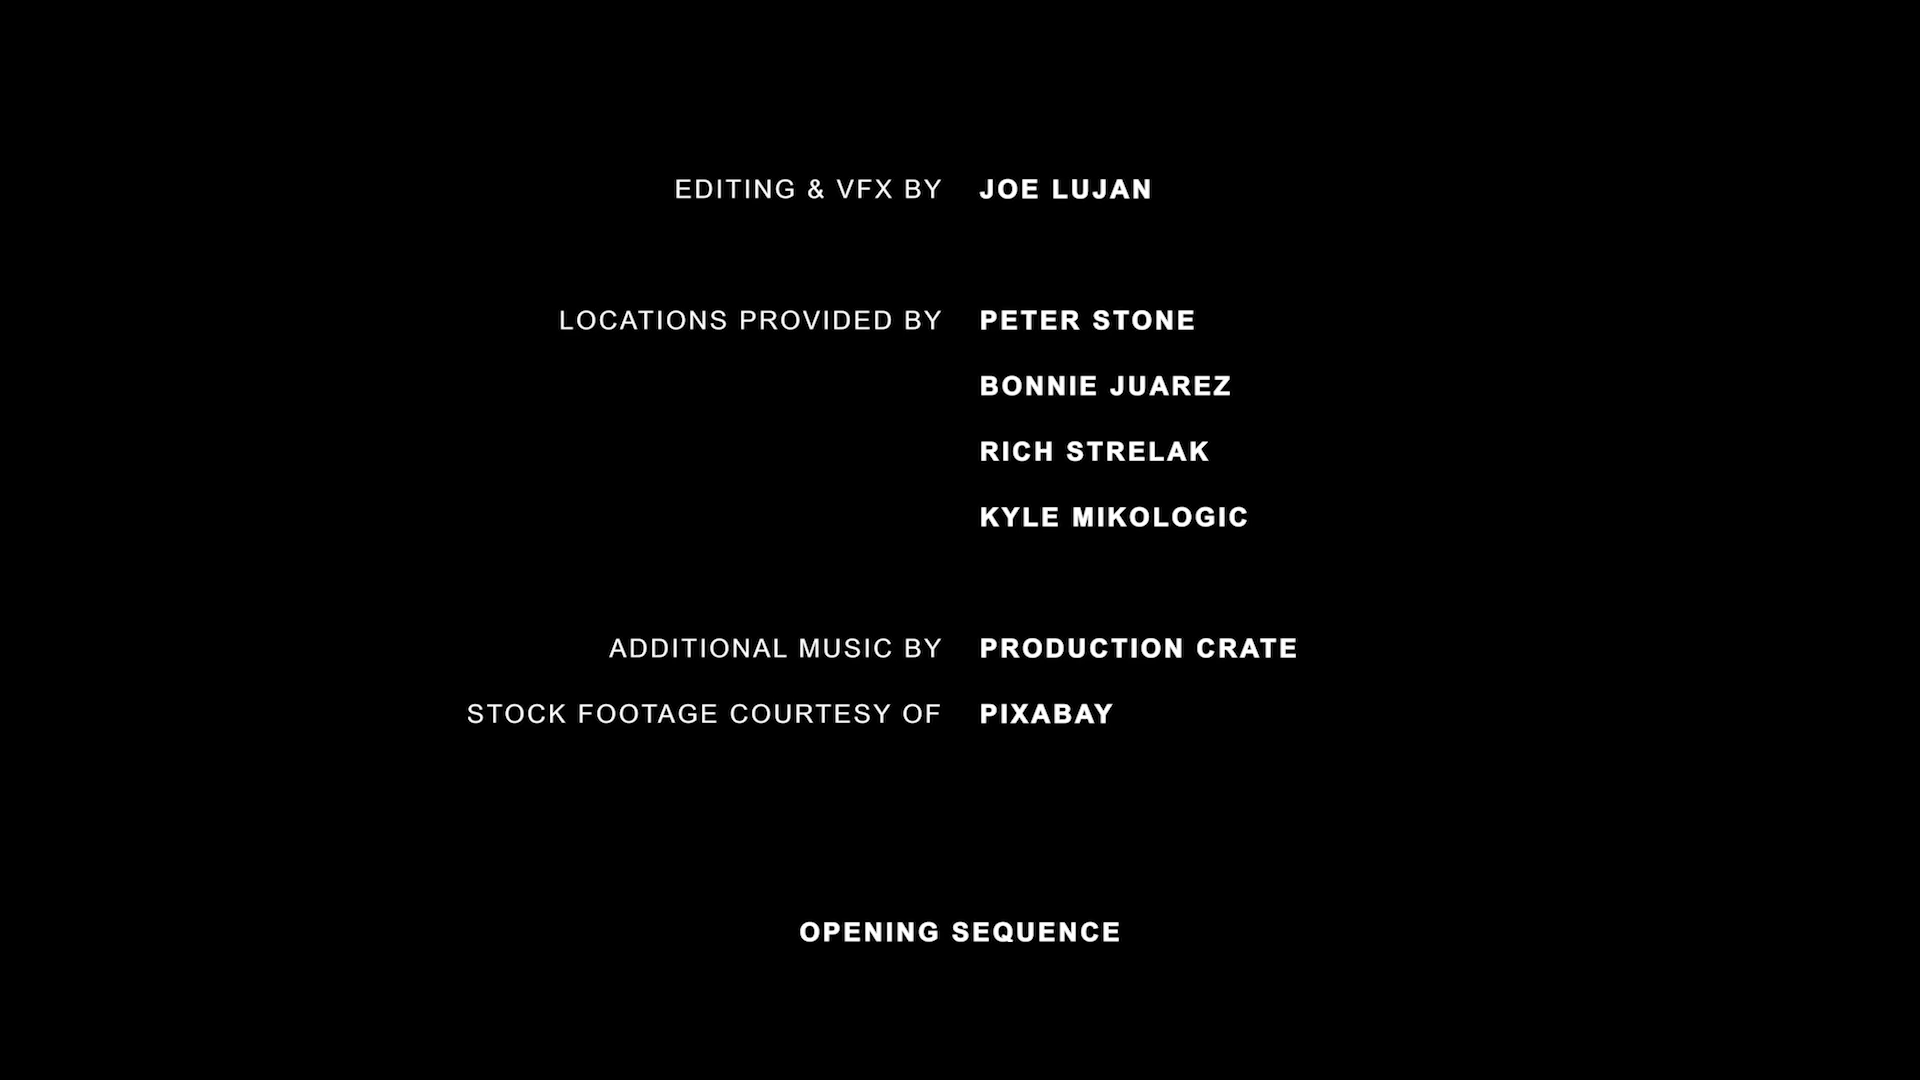 EDITING & VFX BY JOE LUJAN
LOCATIONS PROVIDED BY PETER STONE
BONNIE JUAREZ
RICH STRELAK
KYLE MIKOLOGIC
ADDITIONAL MUSIC BY PRODUCTION CRATE
STOCK FOOTAGE COURTESY OF PIXABAY
OPENING SEQUENCE